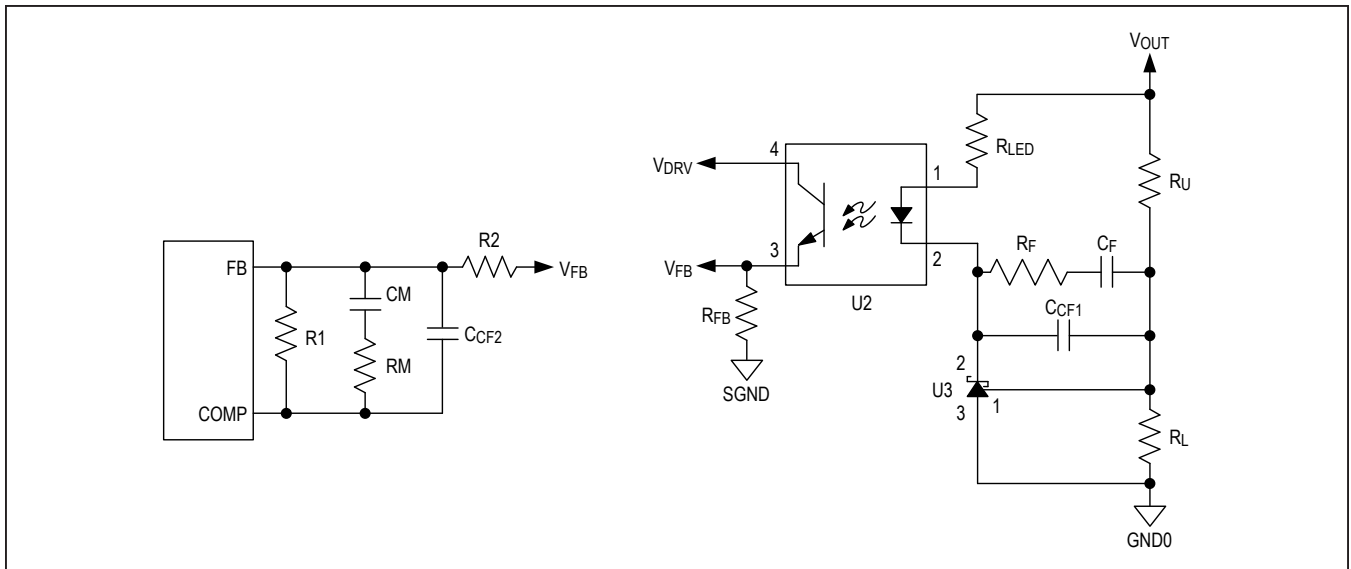 FB
COMP
R1
CM
RM
CCF2
R2
VFB
VDRV
VFB
RFB
SGND
4
3
1
2
U2
RLED
VOUT
RU
RF
CF
CCF1
2
U3
3
1
RL
GND0